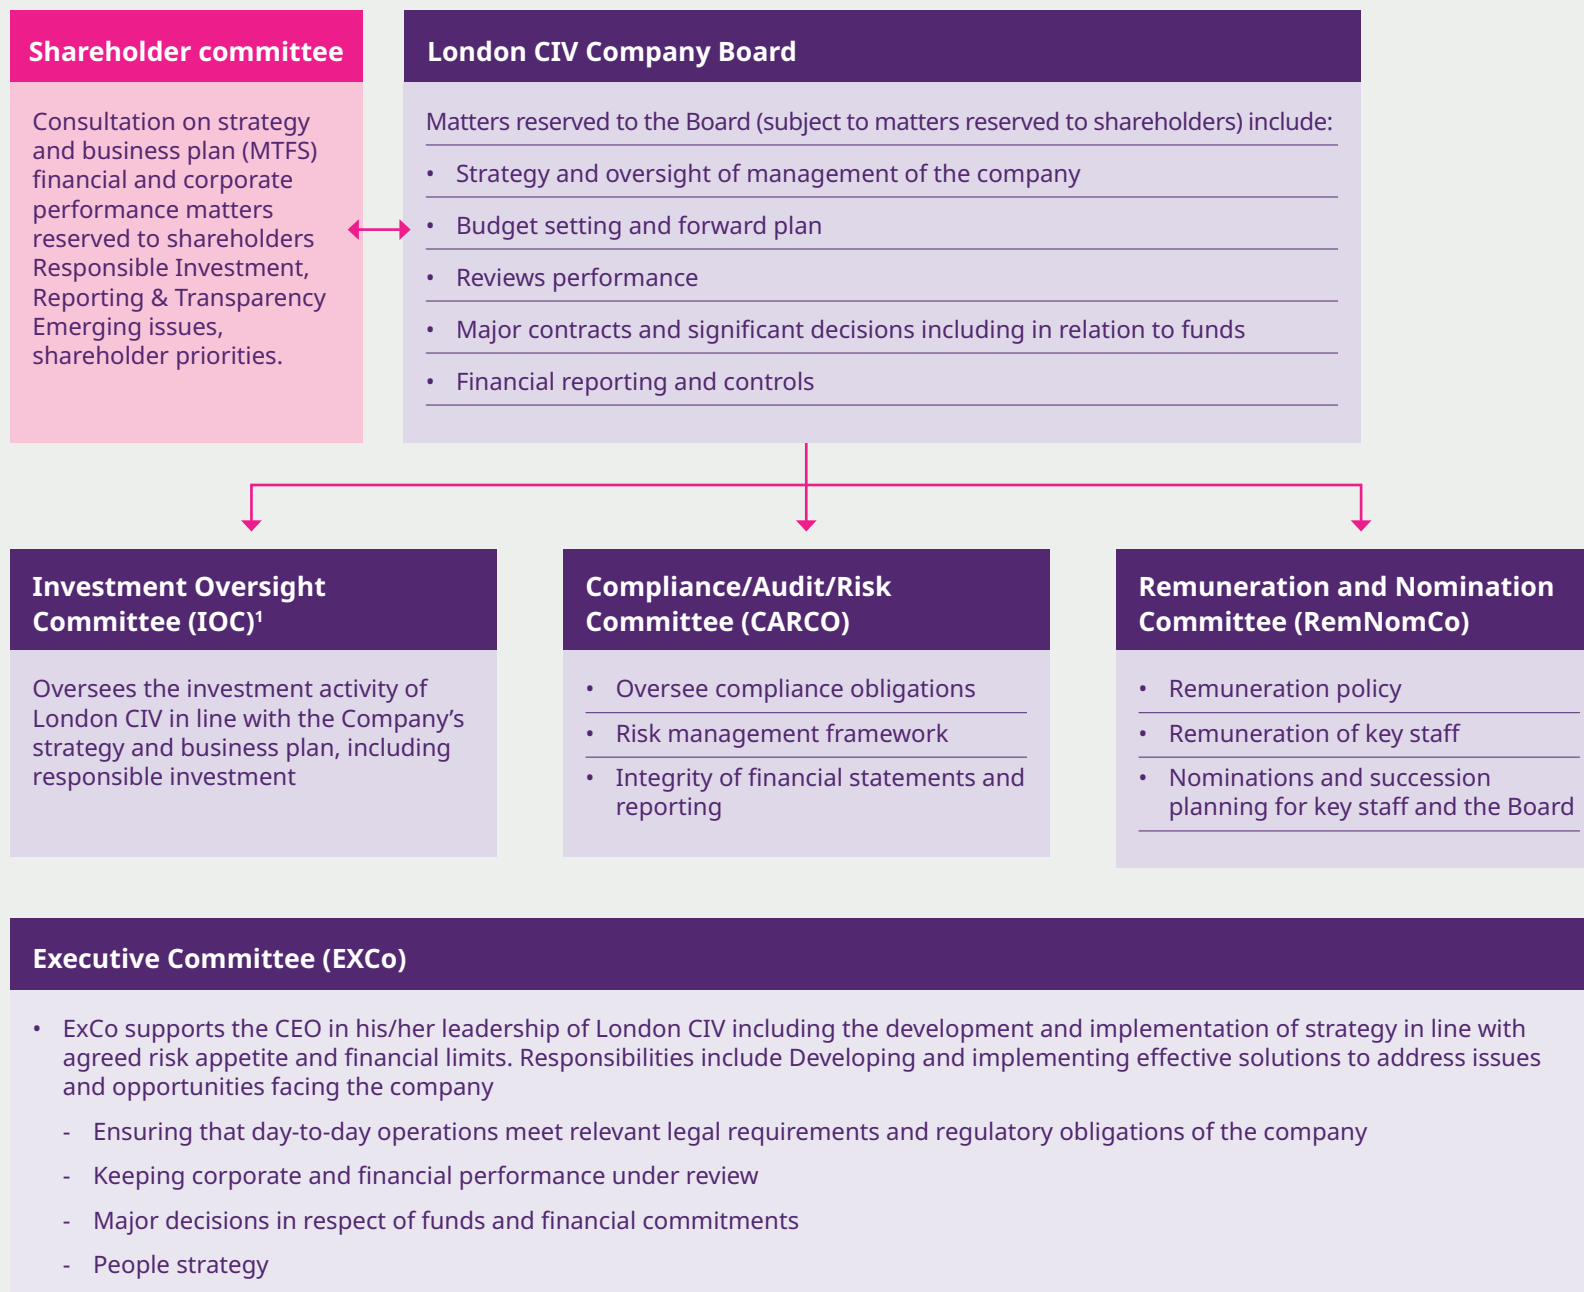 Shareholder committee
Consultation on strategy
and business plan (MTFS)
financial and corporate
performance matters
reserved to shareholders
Responsible Investment,
Reporting & Transparency
Emerging issues,
shareholder priorities.
London CIV Company Board
Matters reserved to the Board (subject to matters reserved to shareholders) include:
• Strategy and oversight of management of the company
• Budget setting and forward plan
• Reviews performance
• Major contracts and significant decisions including in relation to funds
• Financial reporting and controls
Investment Oversight
Committee (IOC)¹
Oversees the investment activity of
London CIV in line with the Company’s
strategy and business plan, including
responsible investment
Compliance/Audit/Risk
Committee (CARCO)
• Oversee compliance obligations
• Risk management framework
• Integrity of financial statements and
reporting
Remuneration and Nomination
Committee (RemNomCo)
• Remuneration policy
• Remuneration of key staff
• Nominations and succession
planning for key staff and the Board
Executive Committee (EXCo)
• ExCo supports the CEO in his/her leadership of London CIV including the development and implementation of strategy in line with
agreed risk appetite and financial limits. Responsibilities include Developing and implementing effective solutions to address issues
and opportunities facing the company
- Ensuring that day-to-day operations meet relevant legal requirements and regulatory obligations of the company
- Keeping corporate and financial performance under review
- Major decisions in respect of funds and financial commitments
- People strategy